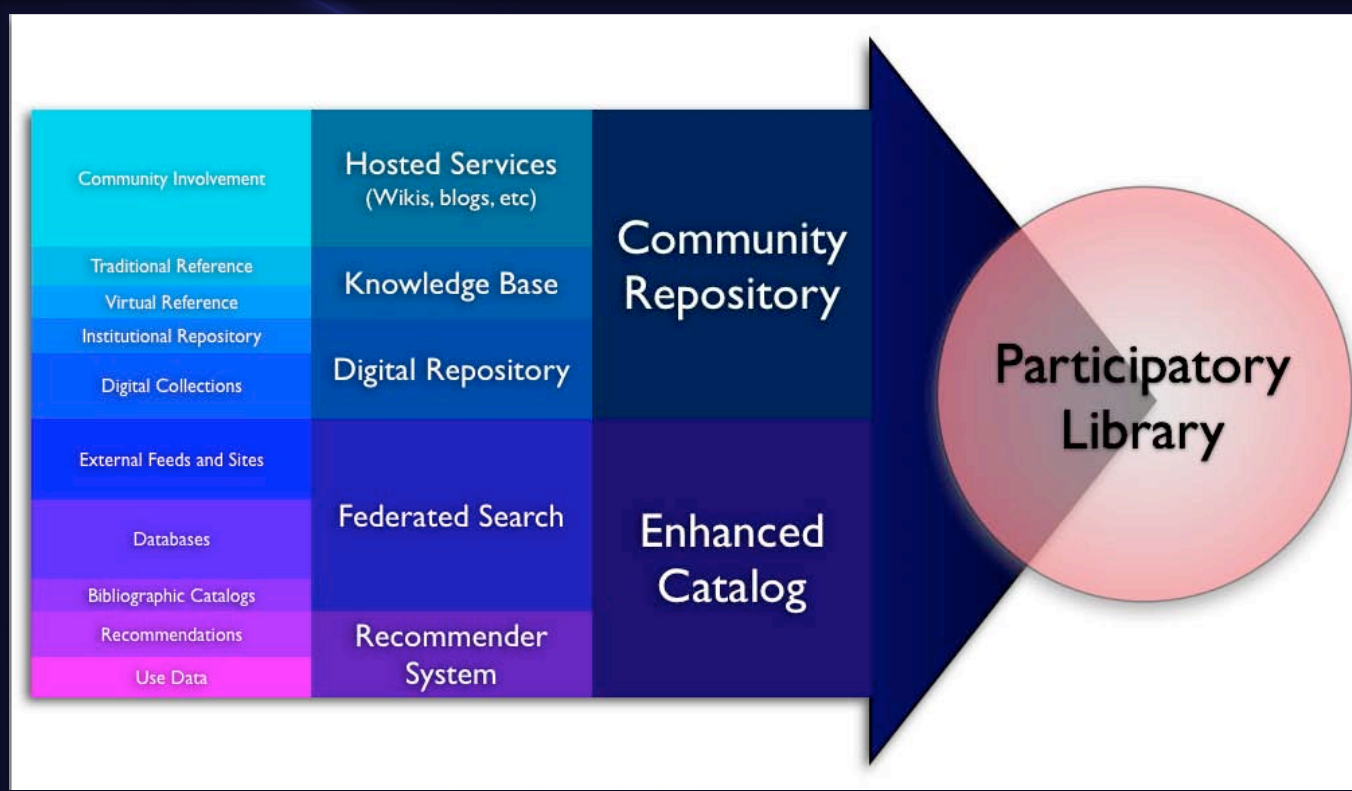 Community Involvement
Traditional Reference
Virtual Reference
Institutional Repository
Digital Collections
External Feeds and Sites
Databases
Bibliographic Catalogs
Recommendations
Use Data
Hosted Services
(Wikis, blogs, etc)
Knowledge Base
Digital Repository
Federated Search
Recommender
System
Community
Repository
Enhanced
Catalog
Participatory
Library